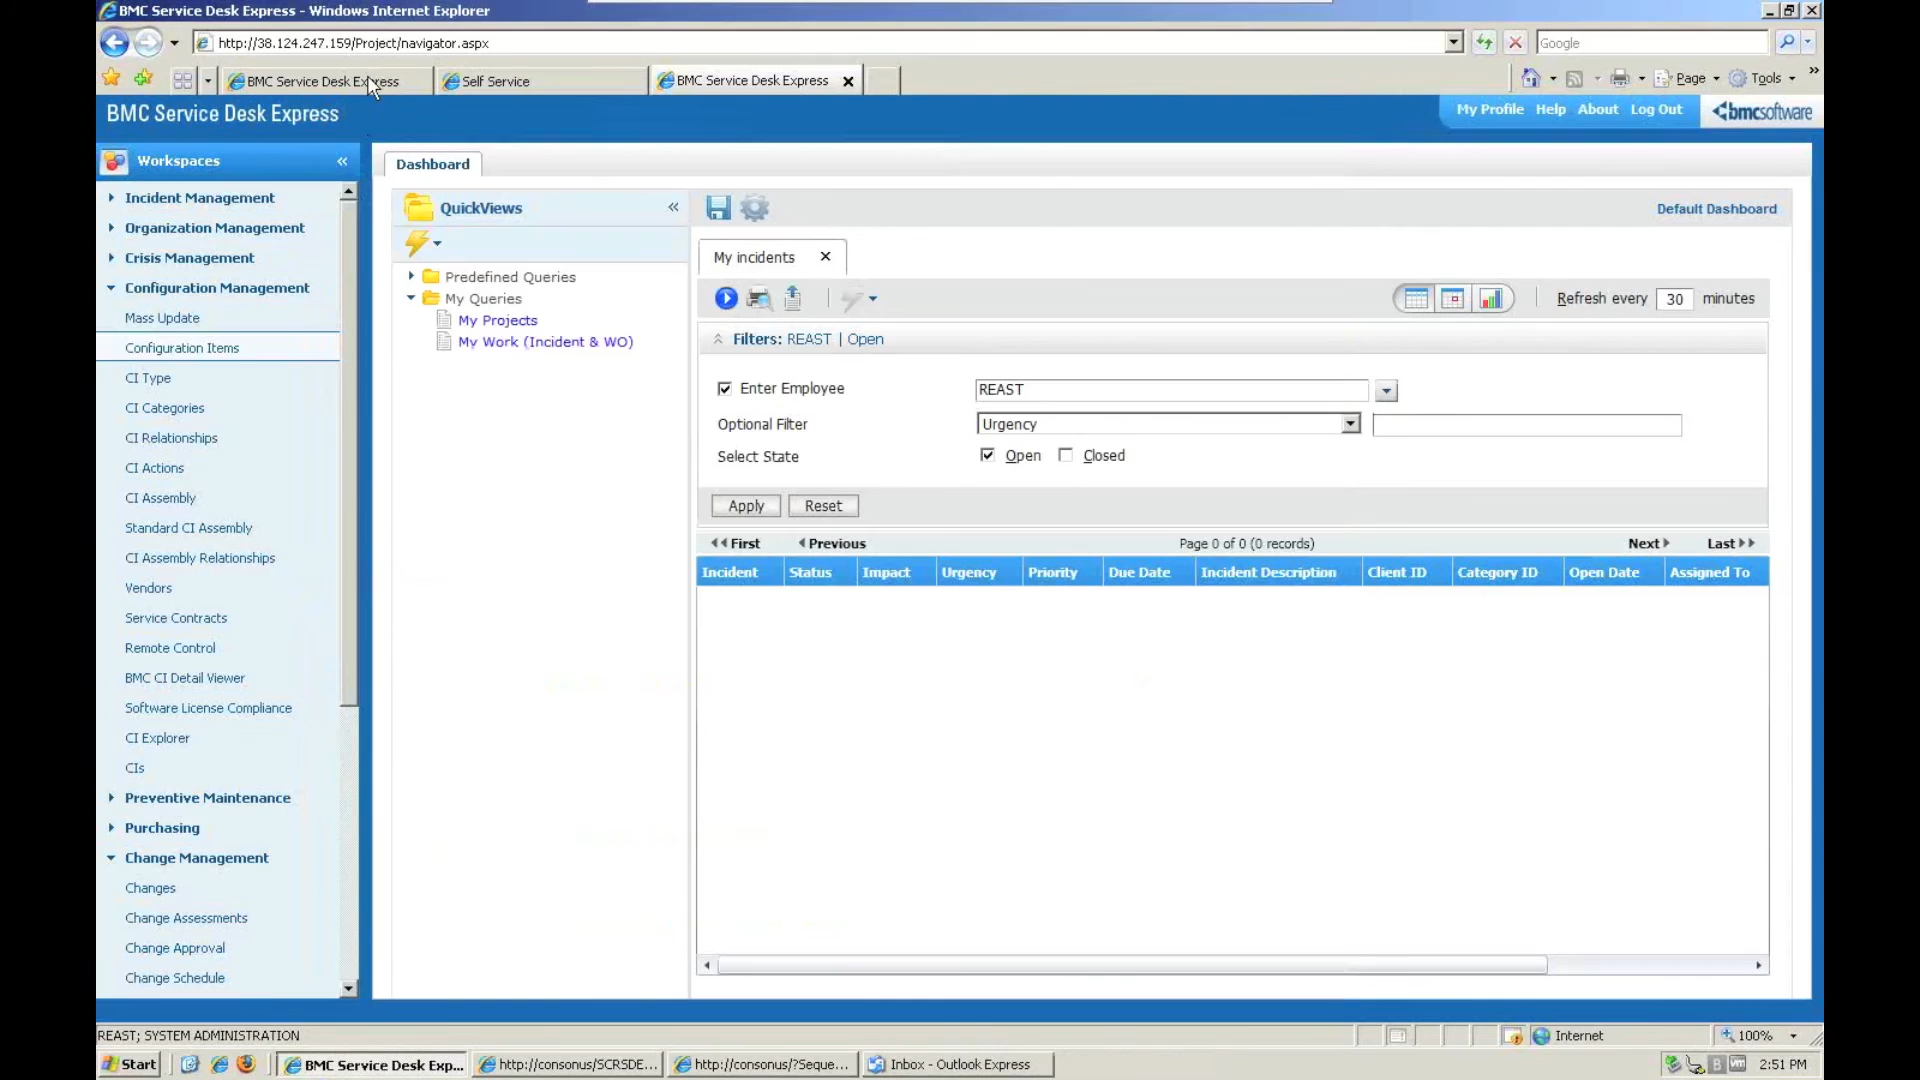 BMC Service Desk Express - Windows Internet Explorer
http://38.124.247.159/Project/navigator.aspx
Google
BMC Service Desk Express
Self Service
BMC Service Desk Express
Page
Tools
BMC Service Desk Express
My Profile Help About Log Out
bmcsoftware
Workspaces
Incident Management
Organization Management
Crisis Management
Configuration Management
Mass Update
Configuration Items
CI Type
CI Categories
CI Relationships
CI Actions
CI Assembly
Standard CI Assembly
CI Assembly Relationships
Vendors
Service Contracts
Remote Control
BMC CI Detail Viewer
Software License Compliance
CI Explorer
CIs
Preventive Maintenance
Purchasing
Change Management
Changes
Change Assessments
Change Approval
Change Schedule
Dashboard
QuickViews
Predefined Queries
My Queries
My Projects
My Work (Incident & WO)
Default Dashboard
My incidents
Refresh every 30 minutes
Filters: REAST | Open
Enter Employee REAST
Optional Filter Urgency
Select State Open Closed
Apply Reset
First Previous Page 0 of 0 (0 records) Next Last
Incident Status Impact Urgency Priority Due Date Incident Description Client ID Category ID Open Date Assigned To
REAST; SYSTEM ADMINISTRATION
Internet
100%
Start
BMC Service Desk Exp...
http://consonus/SCRSDE...
http://consonus/?Seque...
Inbox - Outlook Express
2:51 PM